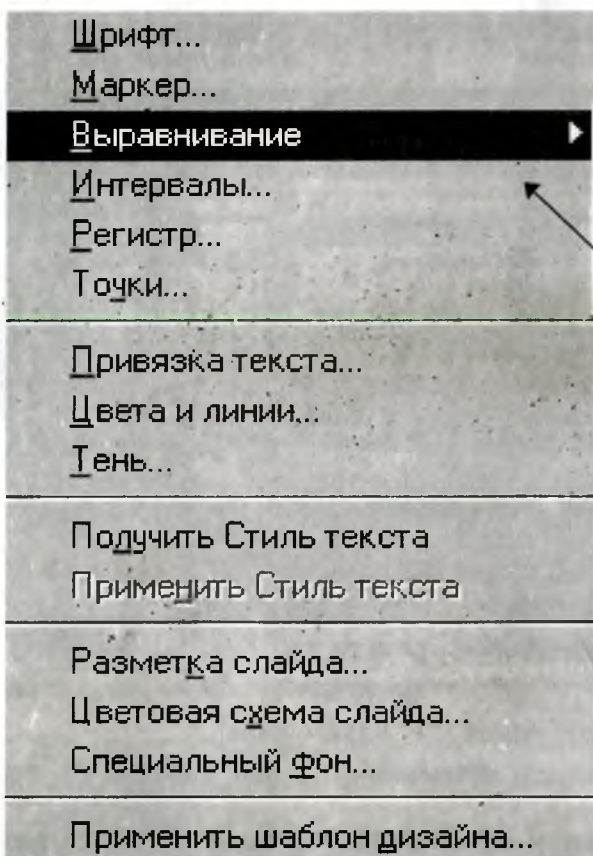 Шрифт...
Маркер...
Выравнивание
Интервалы...
Регистр...
Точки...
Привязка текста...
Цвета и линии...
Тень...
Получить Стиль текста
Применить Стиль текста
Разметка слайда...
Цветовая схема слайда...
Специальный фон...
Применить шаблон дизайна...